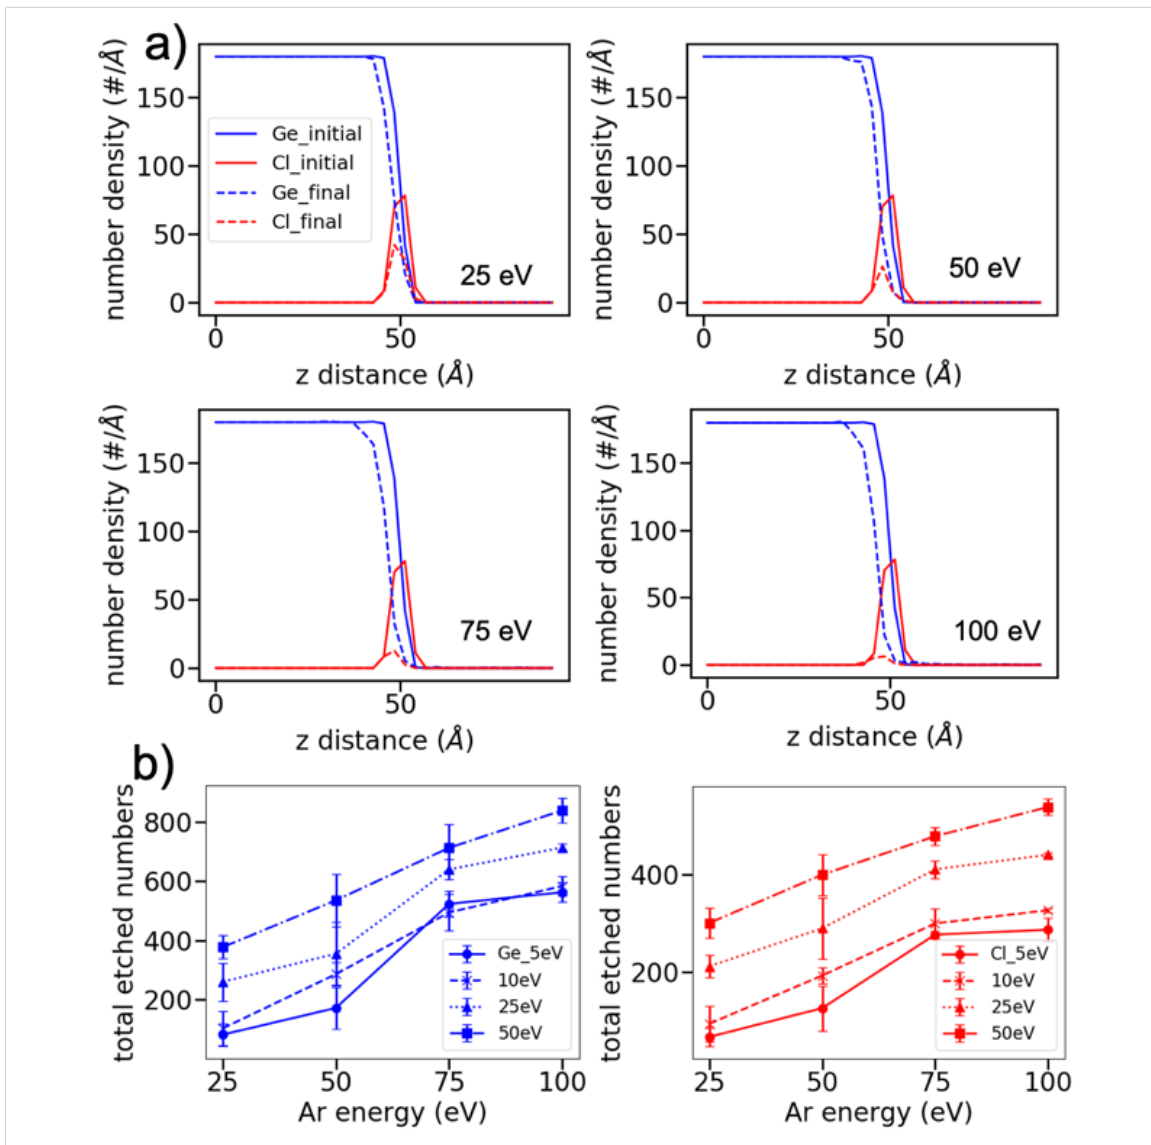 a)
number density (#/Å)
150
100
50
0
Ge_initial
Cl_initial
Ge_final
Cl_final
25 eV
0
50
z distance (Å)
number density (#/Å)
150
100
50
0
50 eV
0
50
z distance (Å)
number density (#/Å)
150
100
50
0
75 eV
0
50
z distance (Å)
number density (#/Å)
150
100
50
0
100 eV
0
50
z distance (Å)
b)
total etched numbers
800
600
400
200
Ge_5eV
10eV
25eV
50eV
25
50
75
100
Ar energy (eV)
total etched numbers
400
200
Cl_5eV
10eV
25eV
50eV
25
50
75
100
Ar energy (eV)